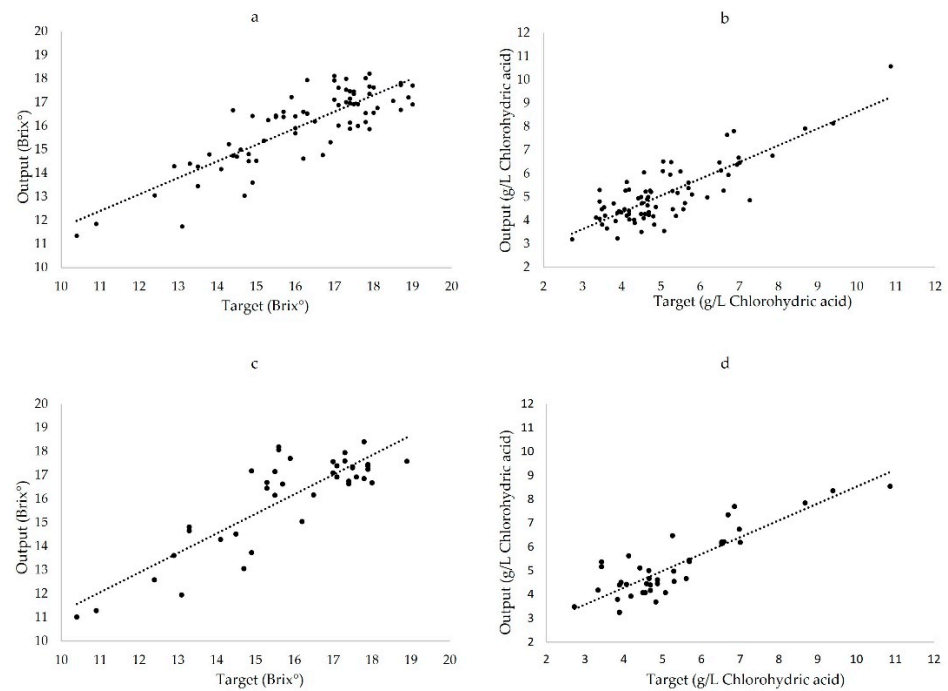 a
20
19
18
17
16
15
14
13
12
11
10
Output (Brix°)
10 11 12 13 14 15 16 17 18 19 20
Target (Brix°)
b
12
11
10
9
8
7
6
5
4
3
2
Output (g/L Chlorohydric acid)
2 3 4 5 6 7 8 9 10 11 12
Target (g/L Chlorohydric acid)
c
20
19
18
17
16
15
14
13
12
11
10
Output (Brix°)
10 11 12 13 14 15 16 17 18 19 20
Target (Brix°)
d
12
11
10
9
8
7
6
5
4
3
2
Output (g/L Chlorohydric acid)
2 3 4 5 6 7 8 9 10 11 12
Target (g/L Chlorohydric acid)